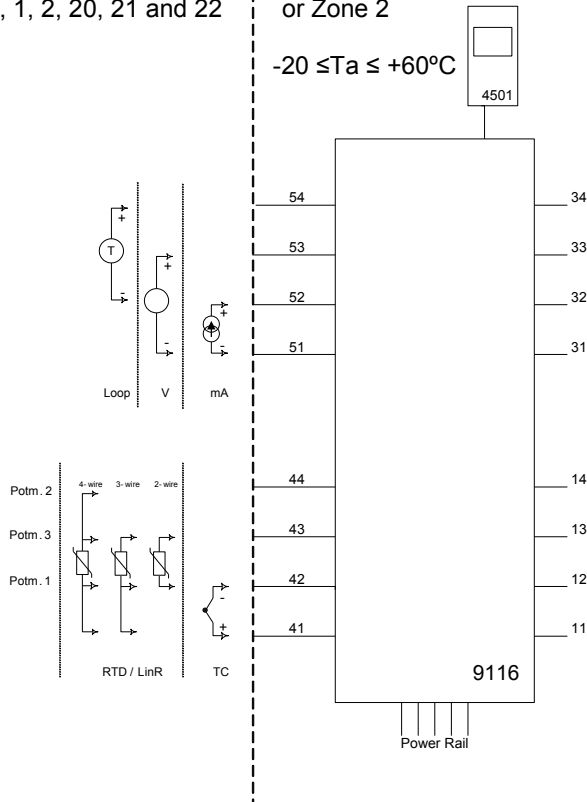 , 1, 2, 20, 21 and 22
or Zone 2
-20 ≤Ta ≤ +60ºC
4501
54
34
+
T
53
33
+
-
52
32
+
51
31
-
-
Loop
V
mA
Potm. 2
4- wire
3- wire
2- wire
44
14
Potm. 3
43
13
Potm. 1
42
12
-
+
41
11
RTD / LinR
TC
9116
Power Rail